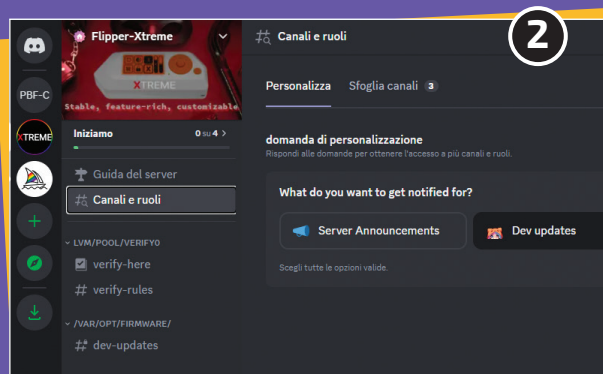 Flipper-Xtreme
Canali e ruoli
2
PBF-C
XTREME
XTREME
Stable, feature-rich, customizable
Personalizza
Sfoglia canali 3
Iniziamo
0 su 4 >
domanda di personalizzazione
Rispondi alle domande per ottenere l'accesso a più canali e ruoli.
Guida del server
Canali e ruoli
What do you want to get notified for?
Server Announcements
Dev updates
Scegli tutte le opzioni valide.
LVM/POOL/VERIFY0
verify-here
verify-rules
/VAR/OPT/FIRMWARE/
dev-updates